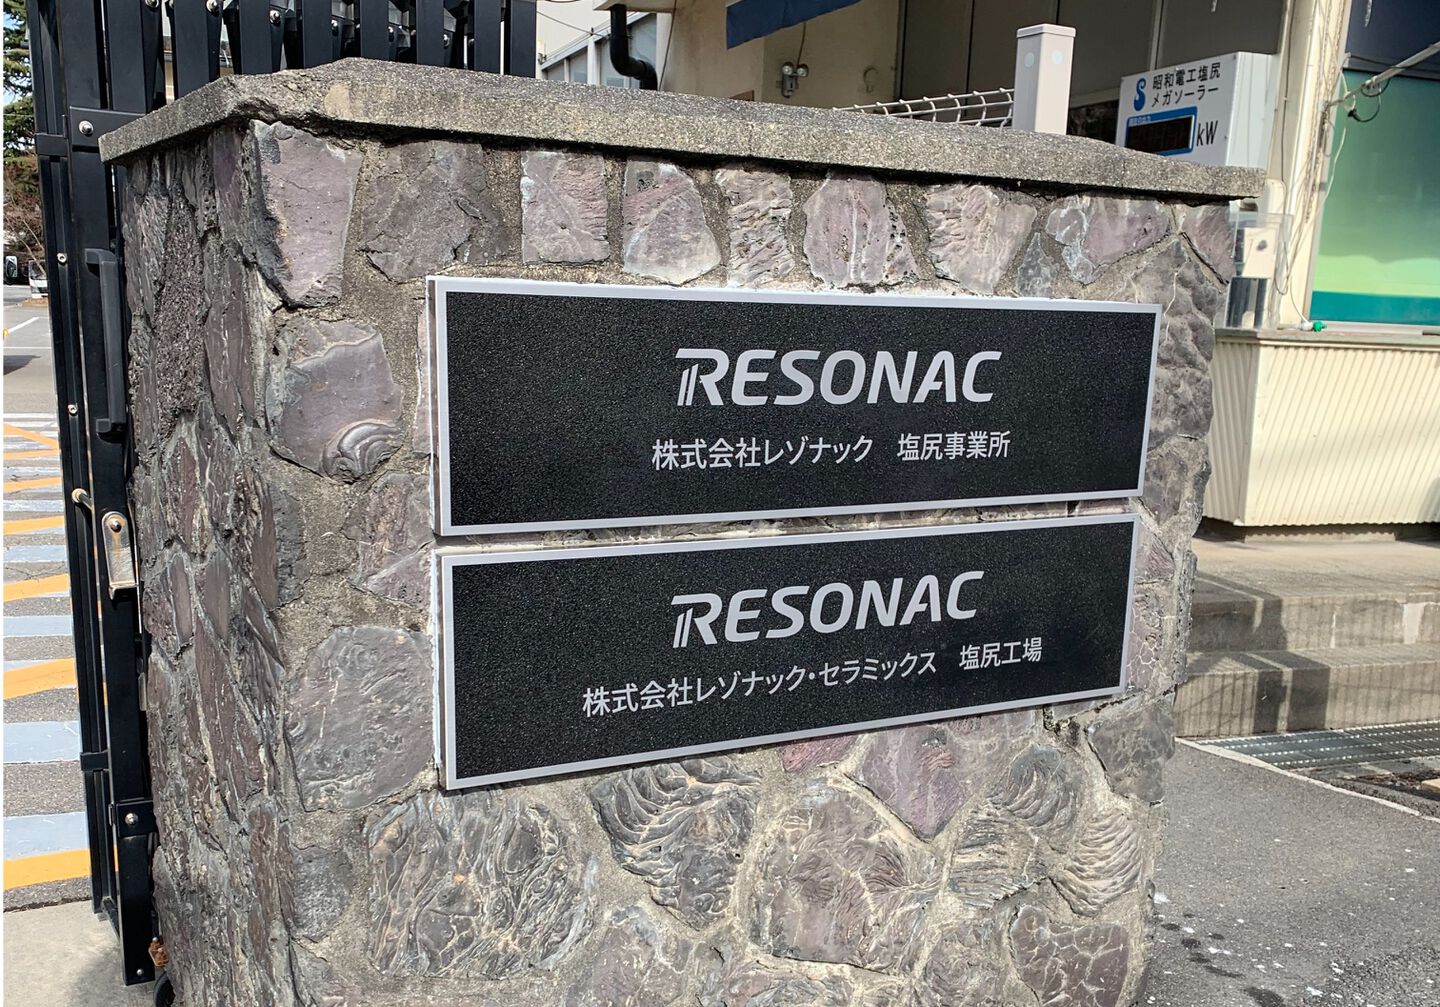 昭和電工塩尻
メガソーラー
kW
RESONAC
株式会社レゾナック 塩尻事業所
RESONAC
株式会社レゾナック・セラミックス 塩尻工場